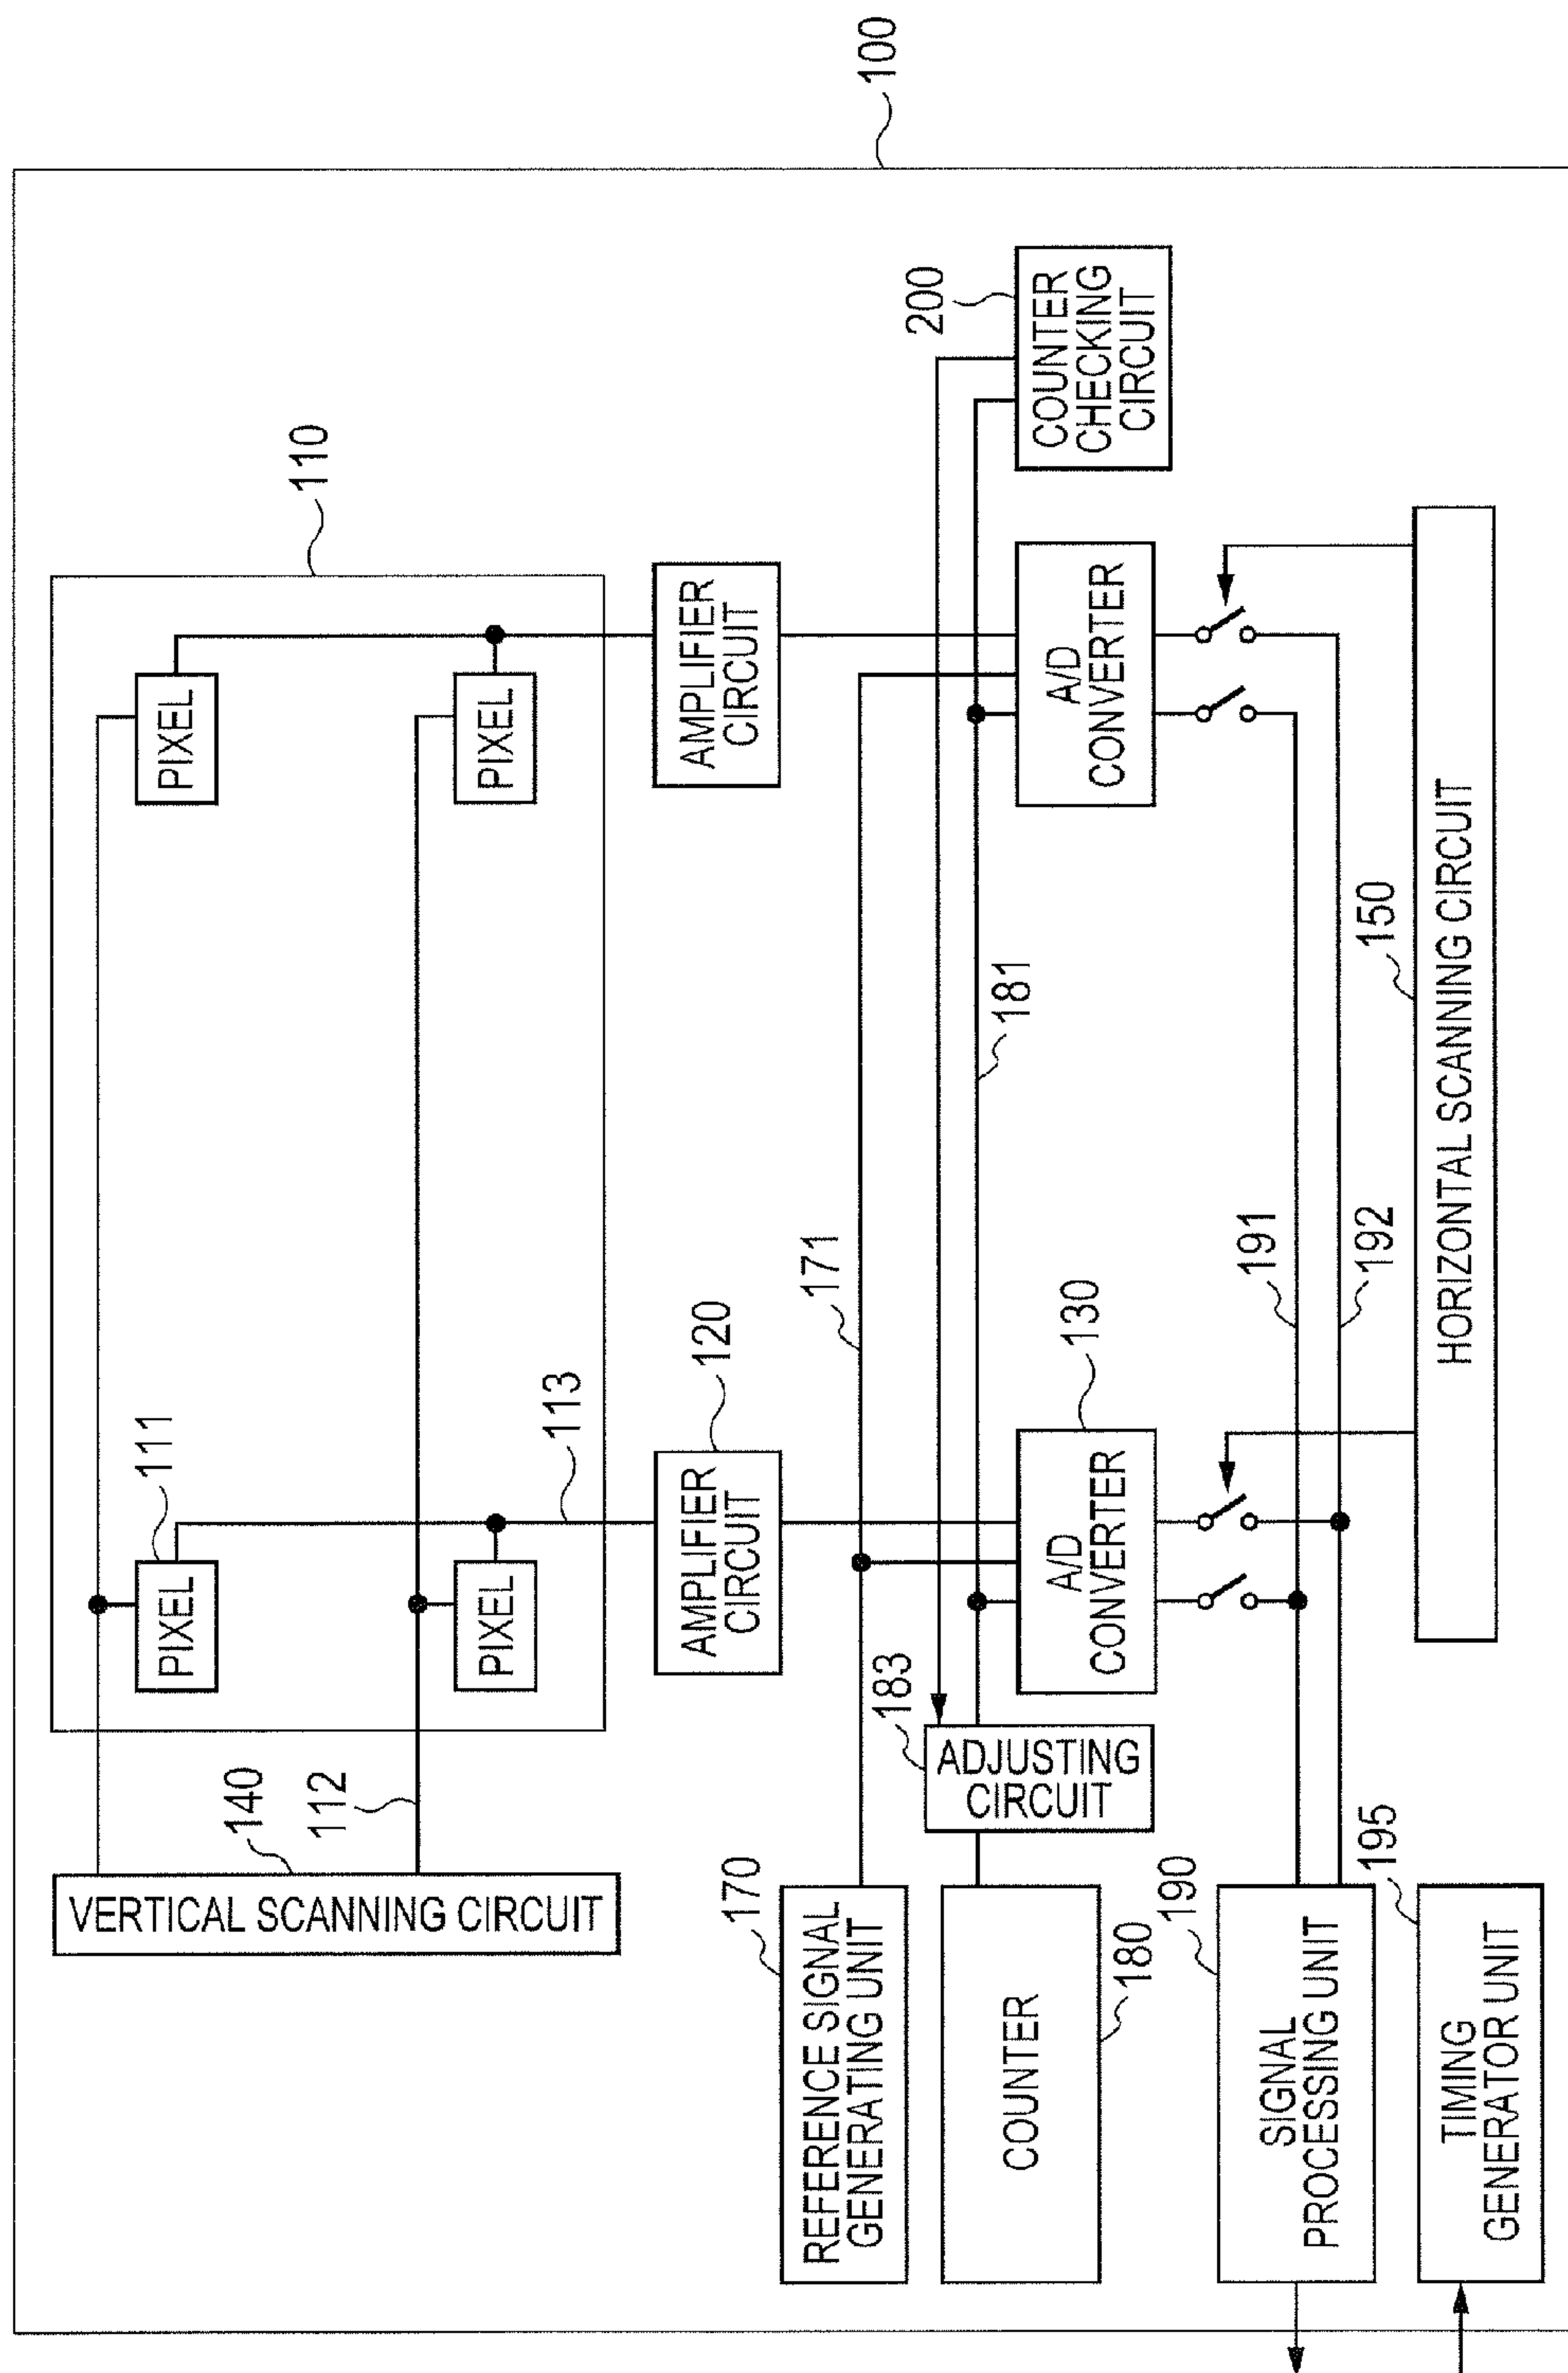 100
110
111
PIXEL
PIXEL
PIXEL
PIXEL
113
140
112
VERTICAL SCANNING CIRCUIT
120
AMPLIFIER
CIRCUIT
AMPLIFIER
CIRCUIT
170
REFERENCE SIGNAL
GENERATING UNIT
171
200
COUNTER
CHECKING
CIRCUIT
183
ADJUSTING
CIRCUIT
181
COUNTER
180
130
A/D
CONVERTER
A/D
CONVERTER
190
SIGNAL
PROCESSING UNIT
191
192
195
TIMING
GENERATOR UNIT
150
HORIZONTAL SCANNING CIRCUIT